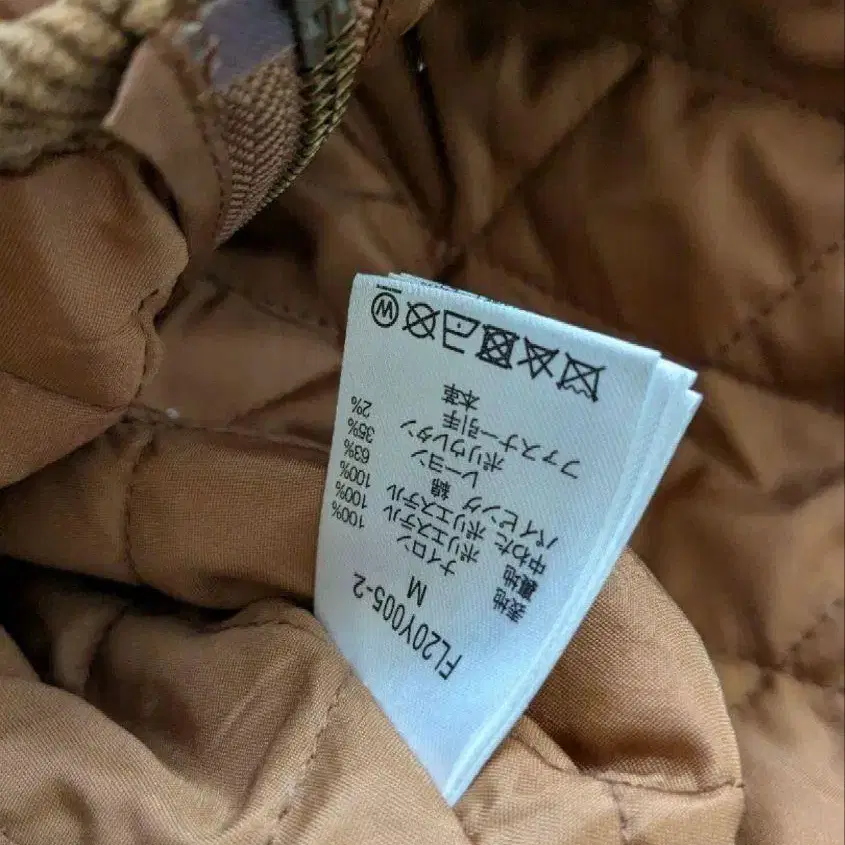 FL20Y005-2
M
表地 ナイロン 100%
裏地 ポリエステル 100%
中わた ポリエステル 100%
パイピング 綿 63%
レーヨン 35%
ポリウレタン 2%
ファスナー引手 本革
W